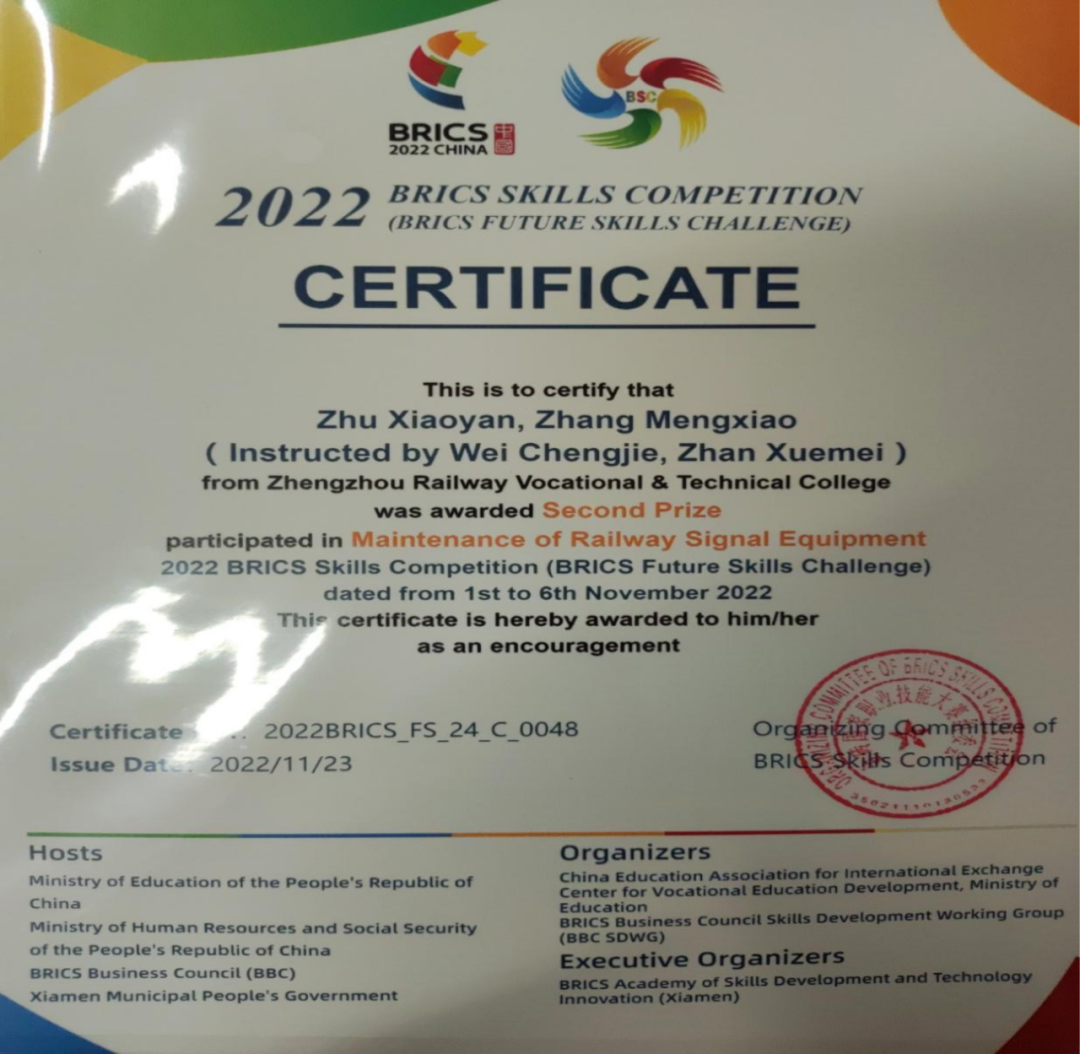 BRICS 中國
2022 CHINA
BSC
2022 BRICS SKILLS COMPETITION
(BRICS FUTURE SKILLS CHALLENGE)
CERTIFICATE
This is to certify that
Zhu Xiaoyan, Zhang Mengxiao
( Instructed by Wei Chengjie, Zhan Xuemei )
from Zhengzhou Railway Vocational & Technical College
was awarded Second Prize
participated in Maintenance of Railway Signal Equipment
2022 BRICS Skills Competition (BRICS Future Skills Challenge)
dated from 1st to 6th November 2022
This certificate is hereby awarded to him/her
as an encouragement
Certificate 2022BRICS_FS_24_C_0048
Issue Date: 2022/11/23
Organizing Committee of
BRICS Skills Competition
Hosts
Ministry of Education of the People's Republic of
China
Ministry of Human Resources and Social Security
of the People's Republic of China
BRICS Business Council (BBC)
Xiamen Municipal People's Government
Organizers
China Education Association for International Exchange
Center for Vocational Education Development, Ministry of
Education
BRICS Business Council Skills Development Working Group
(BBC SDWG)
Executive Organizers
BRICS Academy of Skills Development and Technology
Innovation (Xiamen)